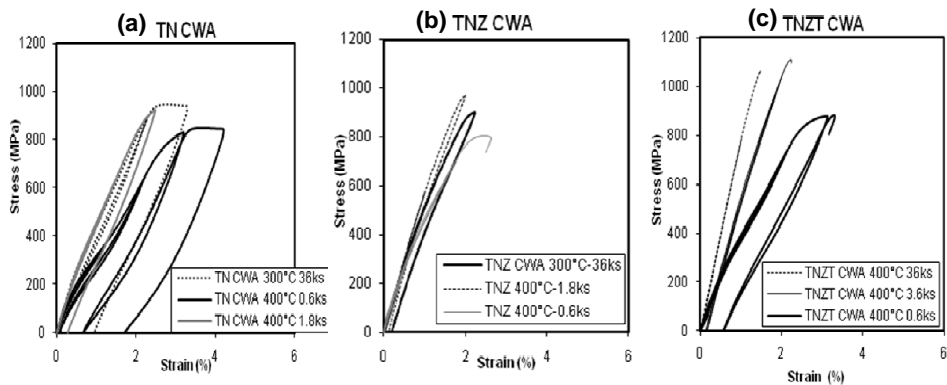 (a) TN CWA
1200
1000
800
600
400
200
0
Stress (MPa)
0 2 4 6
Strain (%)
TN CWA 300°C 36ks
TN CWA 400°C 0.6ks
TN CWA 400°C 1.8ks
(b) TNZ CWA
1200
1000
800
600
400
200
0
Stress (MPa)
0 2 4 6
Strain (%)
TNZ CWA 300°C-36ks
TNZ 400°C-1.8ks
TNZ 400°C-0.6ks
(c) TNZT CWA
1200
1000
800
600
400
200
0
Stress (MPa)
0 2 4 6
Strain (%)
TNZT CWA 400°C 36ks
TNZT CWA 400°C 3.6ks
TNZT CWA 400°C 0.6ks